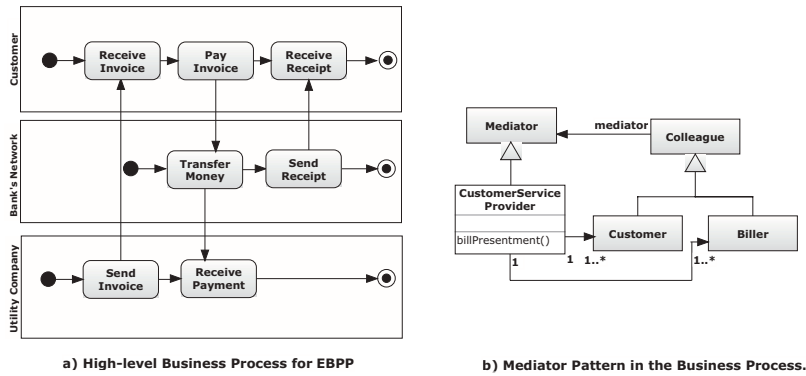 Customer
Receive
Invoice
Pay
Invoice
Receive
Receipt
Bank's Network
Transfer
Money
Send
Receipt
Utility Company
Send
Invoice
Receive
Payment
a) High-level Business Process for EBPP
Mediator
mediator
Colleague
CustomerService
Provider
billPresentment()
Customer
Biller
1
1
1..*
1..*
b) Mediator Pattern in the Business Process.